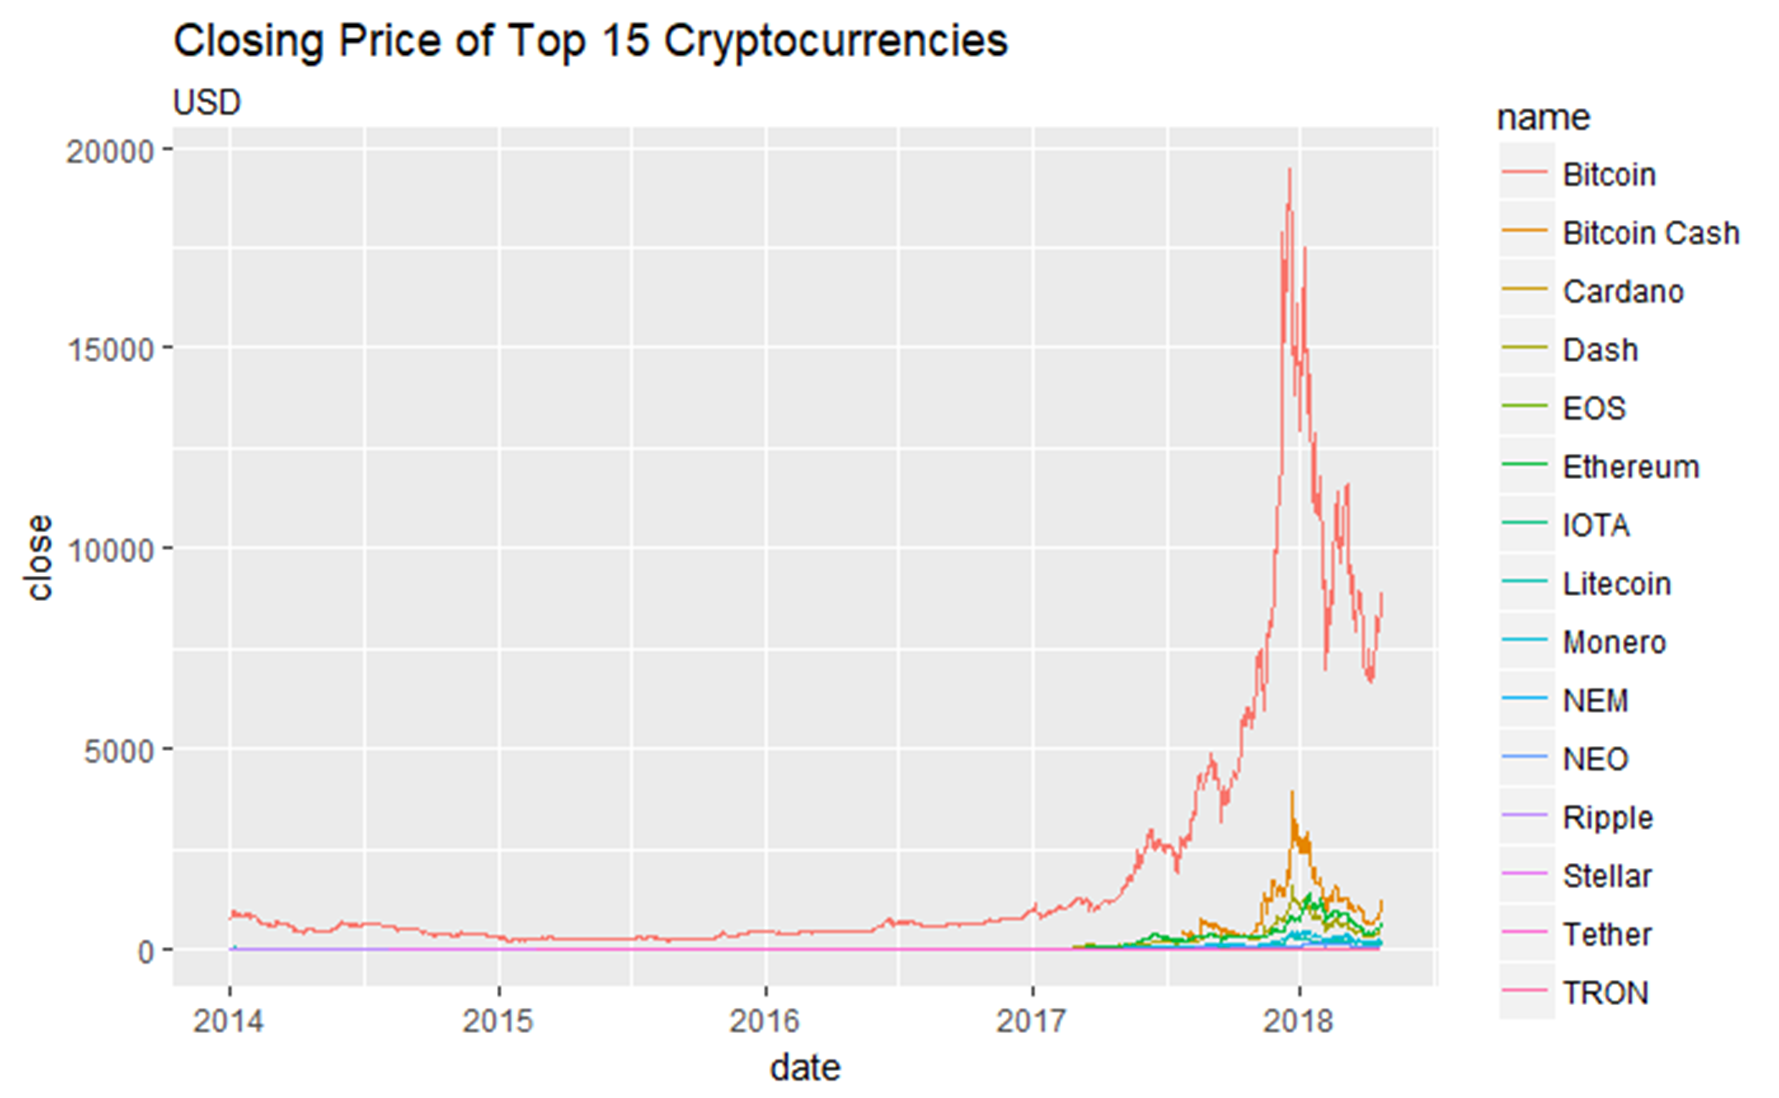 Closing Price of Top 15 Cryptocurrencies
USD
20000
15000
10000
5000
0
close
2014
2015
2016
2017
2018
date
name
Bitcoin
Bitcoin Cash
Cardano
Dash
EOS
Ethereum
IOTA
Litecoin
Monero
NEM
NEO
Ripple
Stellar
Tether
TRON